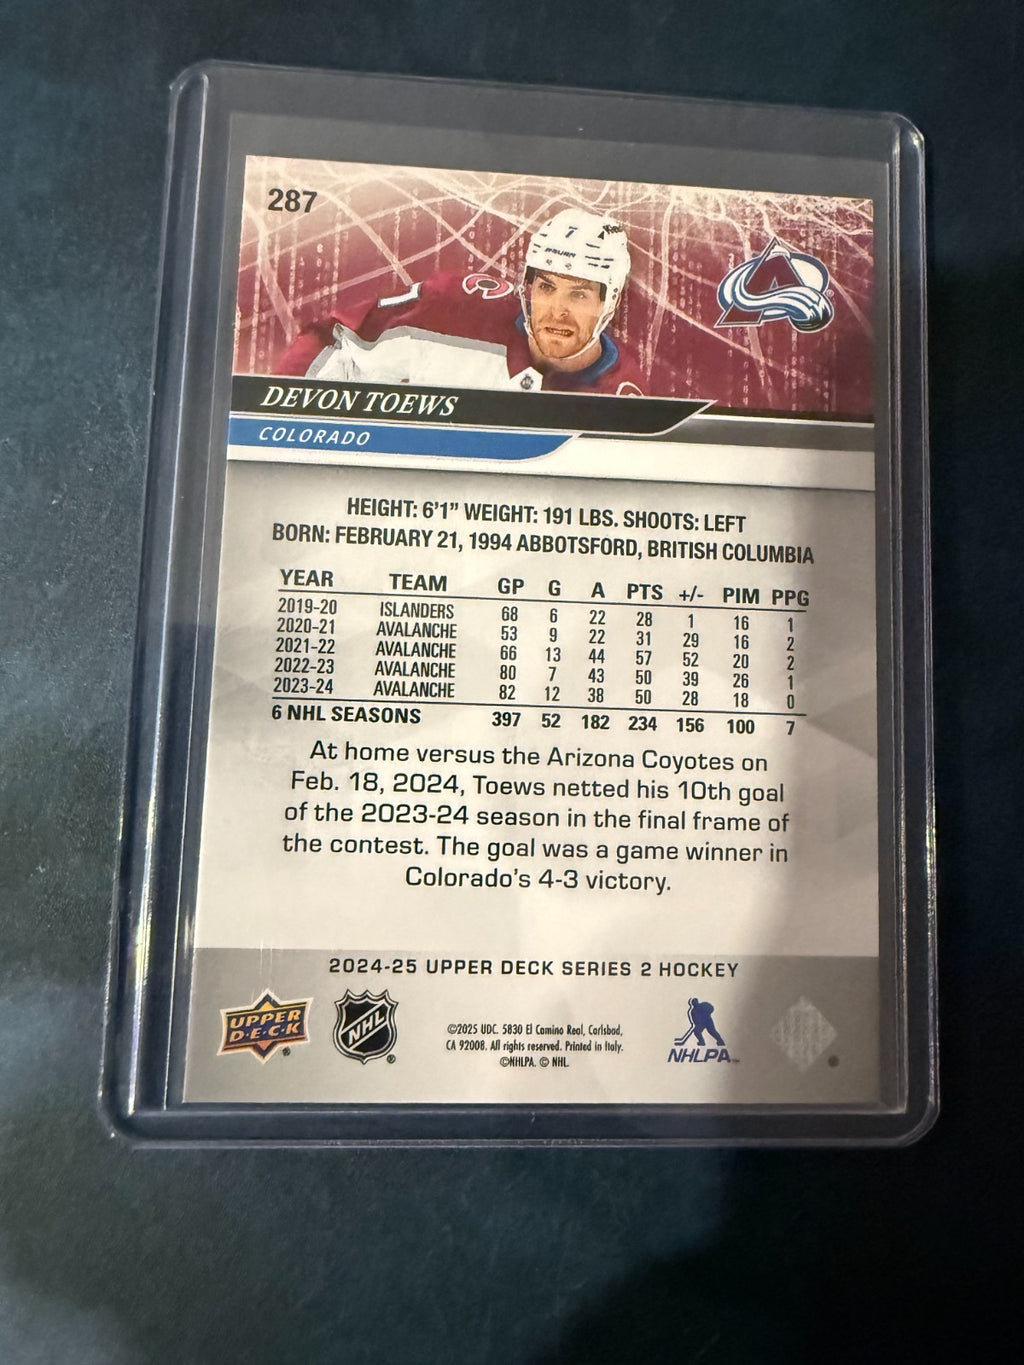 287
7
DEVON TOEWS
COLORADO
HEIGHT: 6'1" WEIGHT: 191 LBS. SHOOTS: LEFT
BORN: FEBRUARY 21, 1994 ABBOTSFORD, BRITISH COLUMBIA
YEAR TEAM GP G A PTS +/- PIM PPG
2019-20 ISLANDERS 68 6 22 28 1 16 1
2020-21 AVALANCHE 53 9 22 31 29 16 2
2021-22 AVALANCHE 66 13 44 57 52 20 2
2022-23 AVALANCHE 80 7 43 50 39 26 1
2023-24 AVALANCHE 82 12 38 50 28 18 0
6 NHL SEASONS 397 52 182 234 156 100 7
At home versus the Arizona Coyotes on
Feb. 18, 2024, Toews netted his 10th goal
of the 2023-24 season in the final frame of
the contest. The goal was a game winner in
Colorado's 4-3 victory.
2024-25 UPPER DECK SERIES 2 HOCKEY
UPPER
D·E·C·K
®
NHL
®
©2025 UDC. 5830 El Camino Real, Carlsbad,
CA 92008. All rights reserved. Printed in Italy.
©NHLPA. © NHL.
NHLPA™